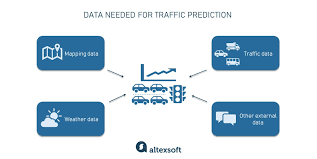 DATA NEEDED FOR TRAFFIC PREDICTION
Mapping data
Traffic data
Weather data
Other external
data
altexsoft